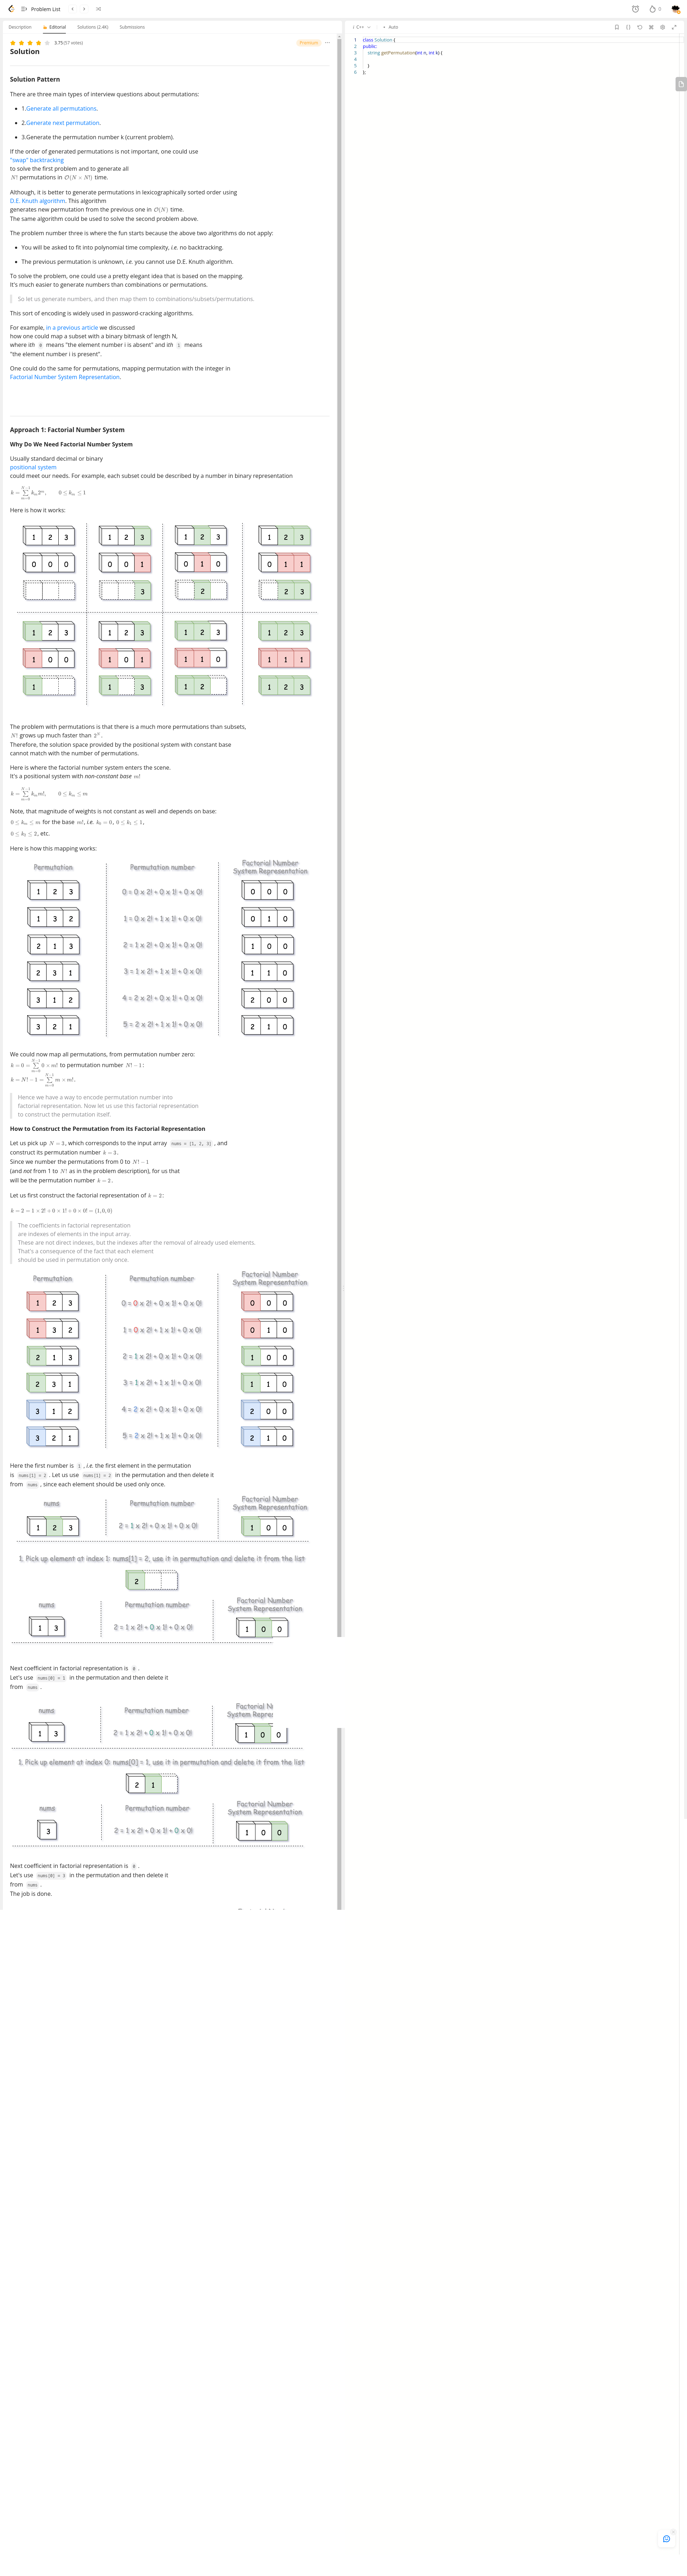 Problem List
0
Description
Editorial
Solutions (2.4K)
Submissions
3.75 (57 votes)
Premium
Solution
Solution Pattern
There are three main types of interview questions about permutations:
• 1.Generate all permutations.
• 2.Generate next permutation.
• 3.Generate the permutation number k (current problem).
If the order of generated permutations is not important, one could use
"swap" backtracking
to solve the first problem and to generate all
N! permutations in O(N × N!) time.
Although, it is better to generate permutations in lexicographically sorted order using
D.E. Knuth algorithm. This algorithm
generates new permutation from the previous one in O(N) time.
The same algorithm could be used to solve the second problem above.
The problem number three is where the fun starts because the above two algorithms do not apply:
• You will be asked to fit into polynomial time complexity, i.e. no backtracking.
• The previous permutation is unknown, i.e. you cannot use D.E. Knuth algorithm.
To solve the problem, one could use a pretty elegant idea that is based on the mapping.
It's much easier to generate numbers than combinations or permutations.
So let us generate numbers, and then map them to combinations/subsets/permutations.
This sort of encoding is widely used in password-cracking algorithms.
For example, in a previous article we discussed
how one could map a subset with a binary bitmask of length N,
where ith 0 means "the element number i is absent" and ith 1 means
"the element number i is present".
One could do the same for permutations, mapping permutation with the integer in
Factorial Number System Representation.
Approach 1: Factorial Number System
Why Do We Need Factorial Number System
Usually standard decimal or binary
positional system
could meet our needs. For example, each subset could be described by a number in binary representation
k = ∑ (m=0 to N−1) kₘ2ᵐ, 0 ≤ kₘ ≤ 1
Here is how it works:
1 2 3 1 2 3 1 2 3 1 2 3
0 0 0 0 0 1 0 1 0 0 1 1
3 2 2 3
1 2 3 1 2 3 1 2 3 1 2 3
1 0 0 1 0 1 1 1 0 1 1 1
1 1 3 1 2 1 2 3
The problem with permutations is that there is a much more permutations than subsets,
N! grows up much faster than 2ᴺ.
Therefore, the solution space provided by the positional system with constant base
cannot match with the number of permutations.
Here is where the factorial number system enters the scene.
It's a positional system with non-constant base m!
k = ∑ (m=0 to N−1) kₘm!, 0 ≤ kₘ ≤ m
Note, that magnitude of weights is not constant as well and depends on base:
0 ≤ kₘ ≤ m for the base m!, i.e. k₀ = 0, 0 ≤ k₁ ≤ 1,
0 ≤ k₂ ≤ 2, etc.
Here is how this mapping works:
Permutation Permutation number Factorial Number
System Representation
1 2 3 0 = 0 x 2! + 0 x 1! + 0 x 0! 0 0 0
1 3 2 1 = 0 x 2! + 1 x 1! + 0 x 0! 0 1 0
2 1 3 2 = 1 x 2! + 0 x 1! + 0 x 0! 1 0 0
2 3 1 3 = 1 x 2! + 1 x 1! + 0 x 0! 1 1 0
3 1 2 4 = 2 x 2! + 0 x 1! + 0 x 0! 2 0 0
3 2 1 5 = 2 x 2! + 1 x 1! + 0 x 0! 2 1 0
We could now map all permutations, from permutation number zero:
k = 0 = ∑ (m=0 to N−1) 0 × m! to permutation number N! − 1:
k = N! − 1 = ∑ (m=0 to N−1) m × m!.
Hence we have a way to encode permutation number into
factorial representation. Now let us use this factorial representation
to construct the permutation itself.
How to Construct the Permutation from its Factorial Representation
Let us pick up N = 3, which corresponds to the input array nums = [1, 2, 3] , and
construct its permutation number k = 3.
Since we number the permutations from 0 to N! − 1
(and not from 1 to N! as in the problem description), for us that
will be the permutation number k = 2.
Let us first construct the factorial representation of k = 2:
k = 2 = 1 × 2! + 0 × 1! + 0 × 0! = (1, 0, 0)
The coefficients in factorial representation
are indexes of elements in the input array.
These are not direct indexes, but the indexes after the removal of already used elements.
That's a consequence of the fact that each element
should be used in permutation only once.
Permutation Permutation number Factorial Number
System Representation
1 2 3 0 = 0 x 2! + 0 x 1! + 0 x 0! 0 0 0
1 3 2 1 = 0 x 2! + 1 x 1! + 0 x 0! 0 1 0
2 1 3 2 = 1 x 2! + 0 x 1! + 0 x 0! 1 0 0
2 3 1 3 = 1 x 2! + 1 x 1! + 0 x 0! 1 1 0
3 1 2 4 = 2 x 2! + 0 x 1! + 0 x 0! 2 0 0
3 2 1 5 = 2 x 2! + 1 x 1! + 0 x 0! 2 1 0
Here the first number is 1 , i.e. the first element in the permutation
is nums[1] = 2 . Let us use nums[1] = 2 in the permutation and then delete it
from nums , since each element should be used only once.
nums Permutation number Factorial Number
System Representation
1 2 3 2 = 1 x 2! + 0 x 1! + 0 x 0! 1 0 0
1. Pick up element at index 1: nums[1] = 2, use it in permutation and delete it from the list
2
nums Permutation number Factorial Number
System Representation
1 3 2 = 1 x 2! + 0 x 1! + 0 x 0! 1 0 0
Next coefficient in factorial representation is 0 .
Let's use nums[0] = 1 in the permutation and then delete it
from nums .
nums Permutation number Factorial N
System Repre
1 3 2 = 1 x 2! + 0 x 1! + 0 x 0! 1 0 0
1. Pick up element at index 0: nums[0] = 1, use it in permutation and delete it from the list
2 1
nums Permutation number Factorial Number
System Representation
3 2 = 1 x 2! + 0 x 1! + 0 x 0! 1 0 0
Next coefficient in factorial representation is 0 .
Let's use nums[0] = 3 in the permutation and then delete it
from nums .
The job is done.
C++
Auto
1 class Solution {
2 public:
3 string getPermutation(int n, int k) {
4
5 }
6 };